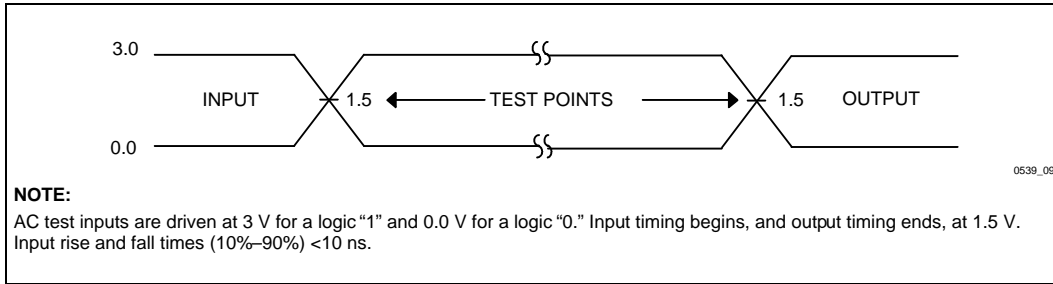 3.0
INPUT 1.5 TEST POINTS 1.5 OUTPUT
0.0
0539_09
NOTE:
AC test inputs are driven at 3 V for a logic “1” and 0.0 V for a logic “0.” Input timing begins, and output timing ends, at 1.5 V.
Input rise and fall times (10%–90%) <10 ns.